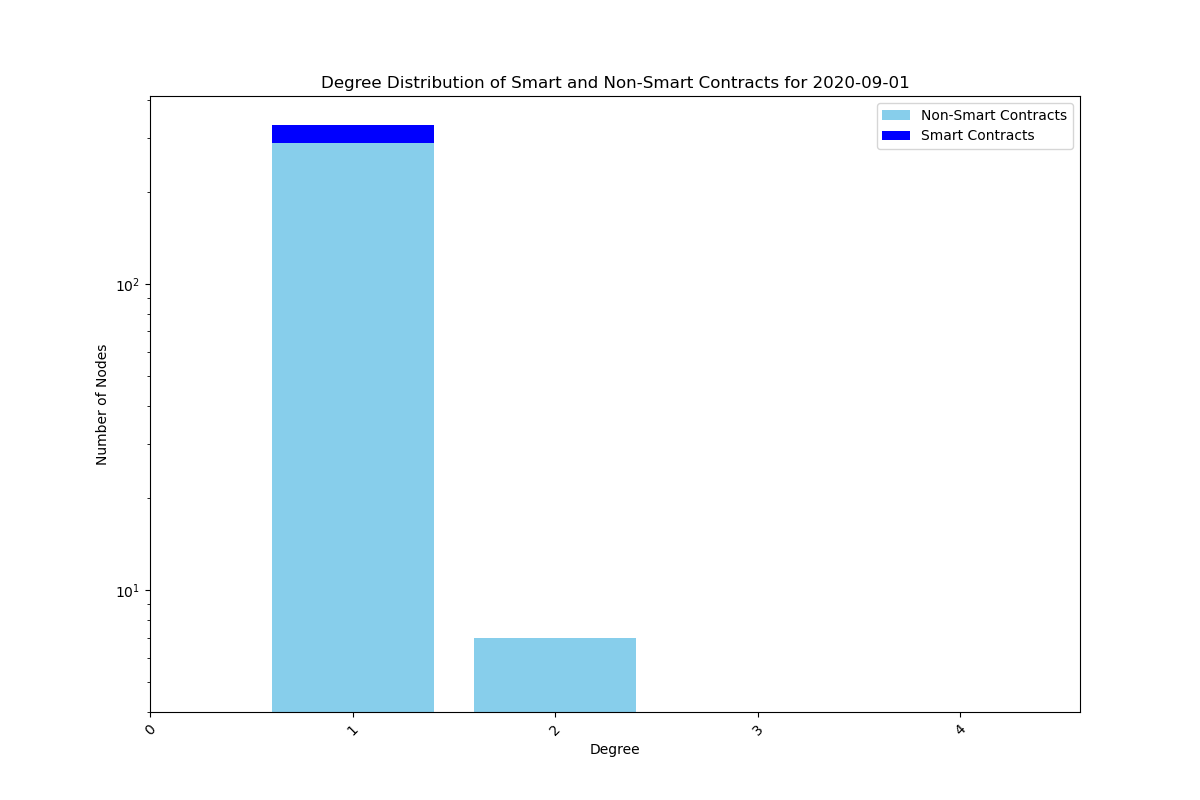 Degree Distribution of Smart and Non-Smart Contracts for 2020-09-01
Non-Smart Contracts
Smart Contracts
Number of Nodes
10²
10¹
0 1 2 3 4
Degree